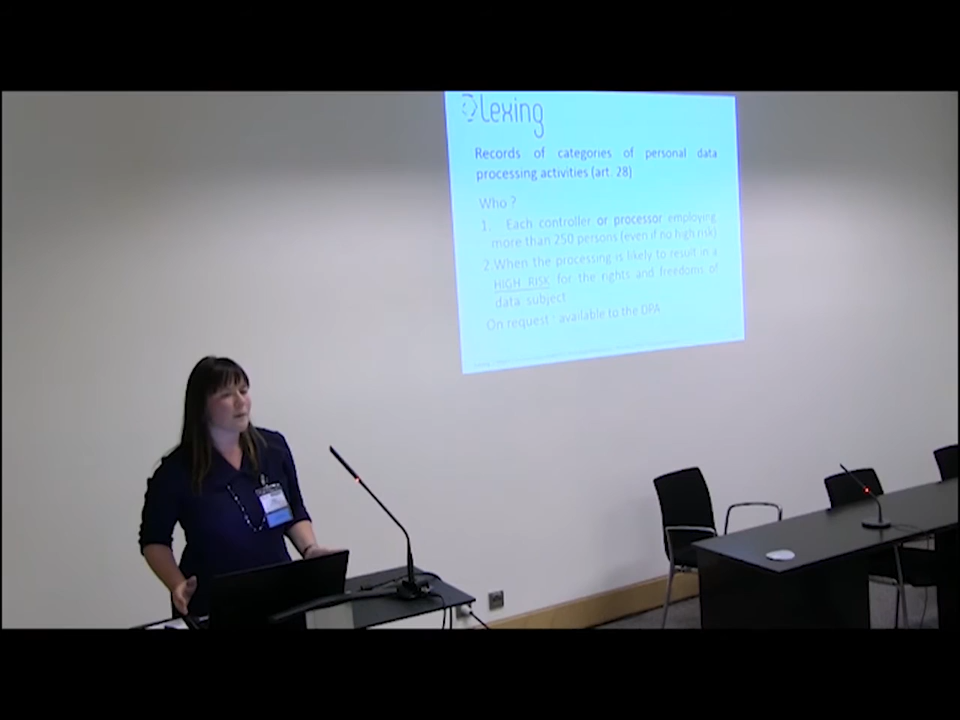 Lexing
Records of categories of personal data
processing activities (art. 28)
Who ?
1. Each controller or processor employing
more than 250 persons (even if no high risk)
2. When the processing is likely to result in a
HIGH RISK for the rights and freedoms of
data subject
On request : available to the DPA